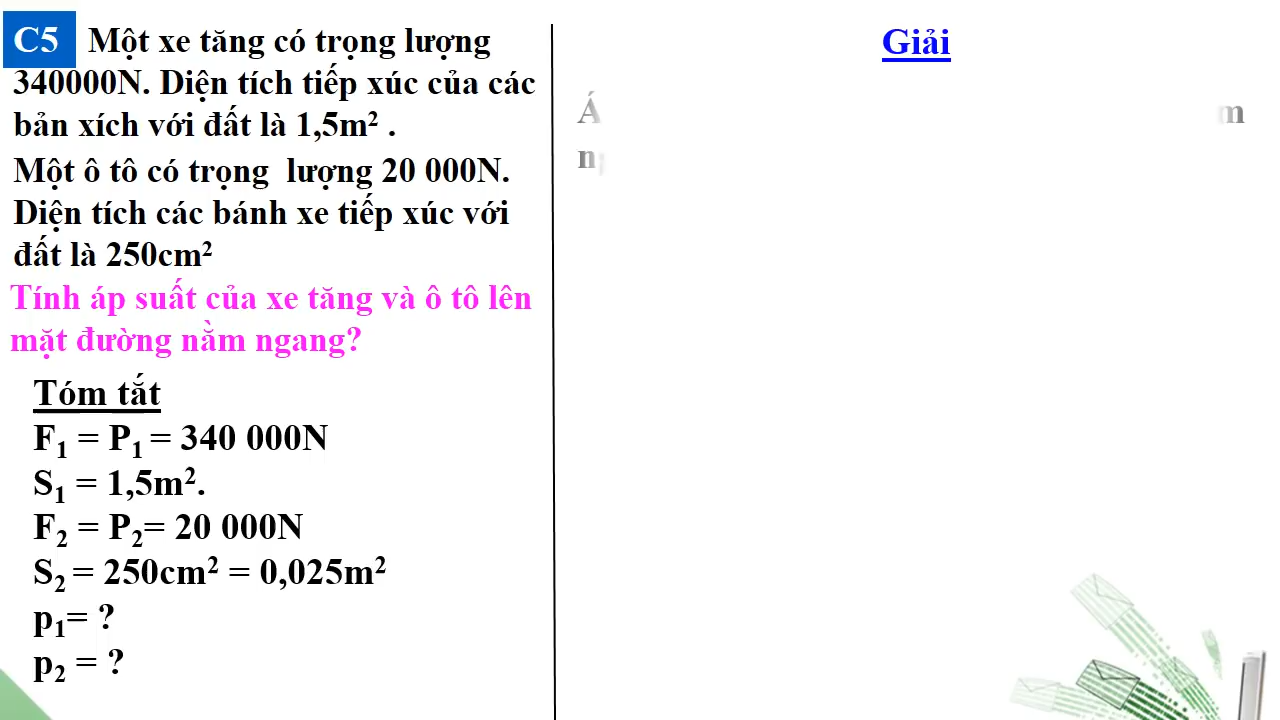 C5 Một xe tăng có trọng lượng
340000N. Diện tích tiếp xúc của các
bản xích với đất là 1,5m² .
Một ô tô có trọng lượng 20 000N.
Diện tích các bánh xe tiếp xúc với
đất là 250cm²
Tính áp suất của xe tăng và ô tô lên
mặt đường nằm ngang?
Tóm tắt
F₁ = P₁ = 340 000N
S₁ = 1,5m².
F₂ = P₂= 20 000N
S₂ = 250cm² = 0,025m²
p₁= ?
p₂ = ?
Giải